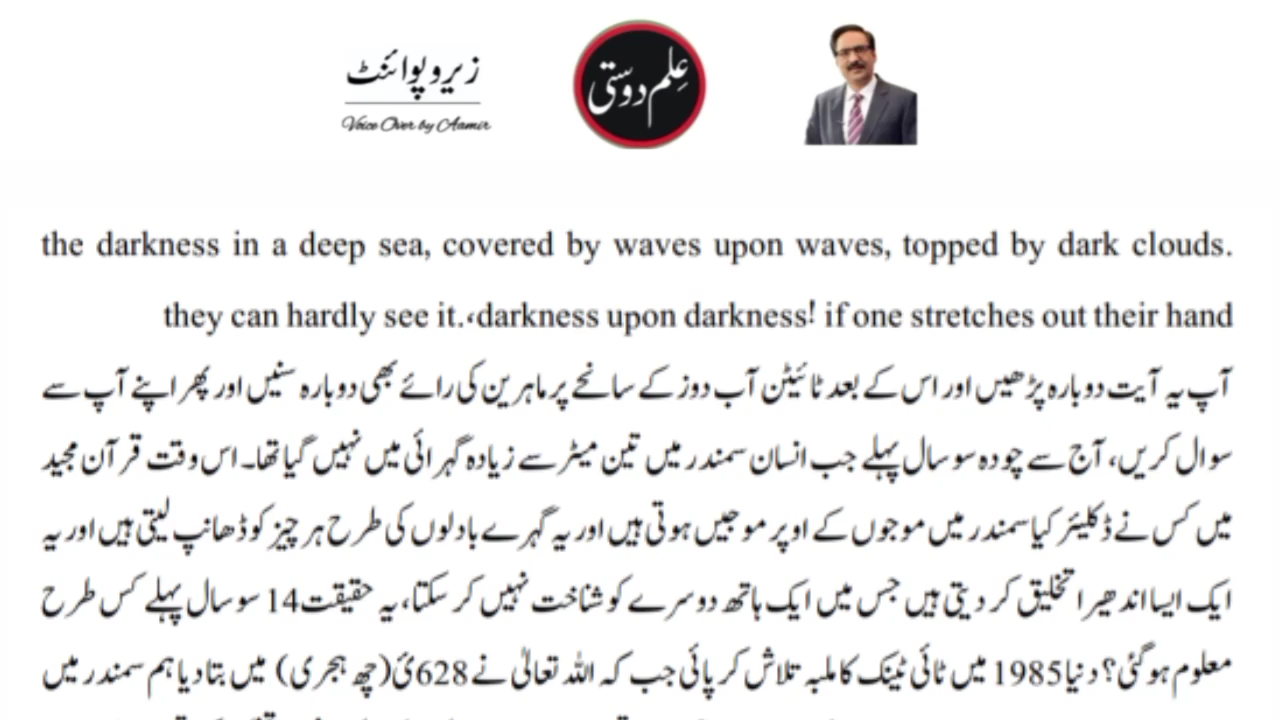 زیرو پوائنٹ
Voice Over by Aamir
علم دوستی
the darkness in a deep sea, covered by waves upon waves, topped by dark clouds.
they can hardly see it.،darkness upon darkness! if one stretches out their hand
آپ یہ آیت دوبارہ پڑھیں اور اس کے بعد ٹائیٹن آب دوز کے سانحے پر ماہرین کی رائے بھی دوبارہ سنیں اور پھر اپنے آپ سے
سوال کریں، آج سے چودہ سو سال پہلے جب انسان سمندر میں تین میٹر سے زیادہ گہرائی میں نہیں گیا تھا۔ اس وقت قرآن مجید
میں کس نے ڈکلیئر کیا سمندر میں موجوں کے اوپر موجیں ہوتی ہیں اور یہ گہرے بادلوں کی طرح ہر چیز کو ڈھانپ لیتی ہیں اور یہ
ایک ایسا اندھیرا تخلیق کر دیتی ہیں جس میں ایک ہاتھ دوسرے کو شناخت نہیں کر سکتا، یہ حقیقت 14 سو سال پہلے کس طرح
معلوم ہو گئی؟ دنیا 1985 میں ٹائی ٹینک کا ملبہ تلاش کر پائی جب کہ اللہ تعالیٰ نے 628ئ (چھ ہجری) میں بتا دیا ہم سمندر میں